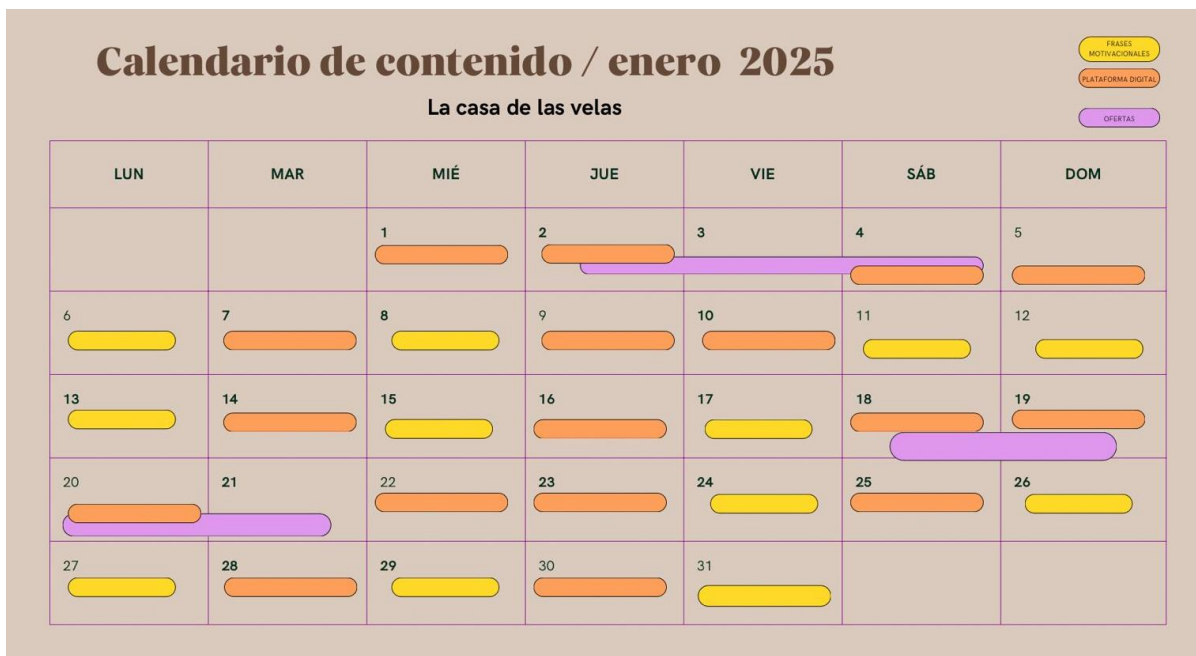 Calendario de contenido / enero 2025
La casa de las velas
FRASES
MOTIVACIONALES
PLATAFORMA DIGITAL
OFERTAS
LUN MAR MIÉ JUE VIE SÁB DOM
1 2 3 4 5
6 7 8 9 10 11 12
13 14 15 16 17 18 19
20 21 22 23 24 25 26
27 28 29 30 31